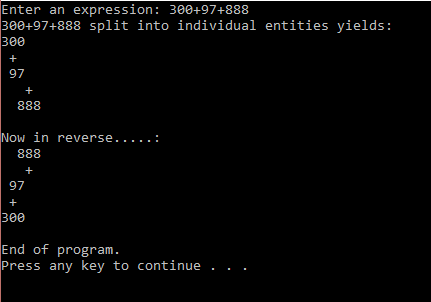 Enter an expression: 300+97+888
300+97+888 split into individual entities yields:
300
 +
 97
   +
  888

Now in reverse.....:
  888
   +
 97
 +
300

End of program.
Press any key to continue . . .